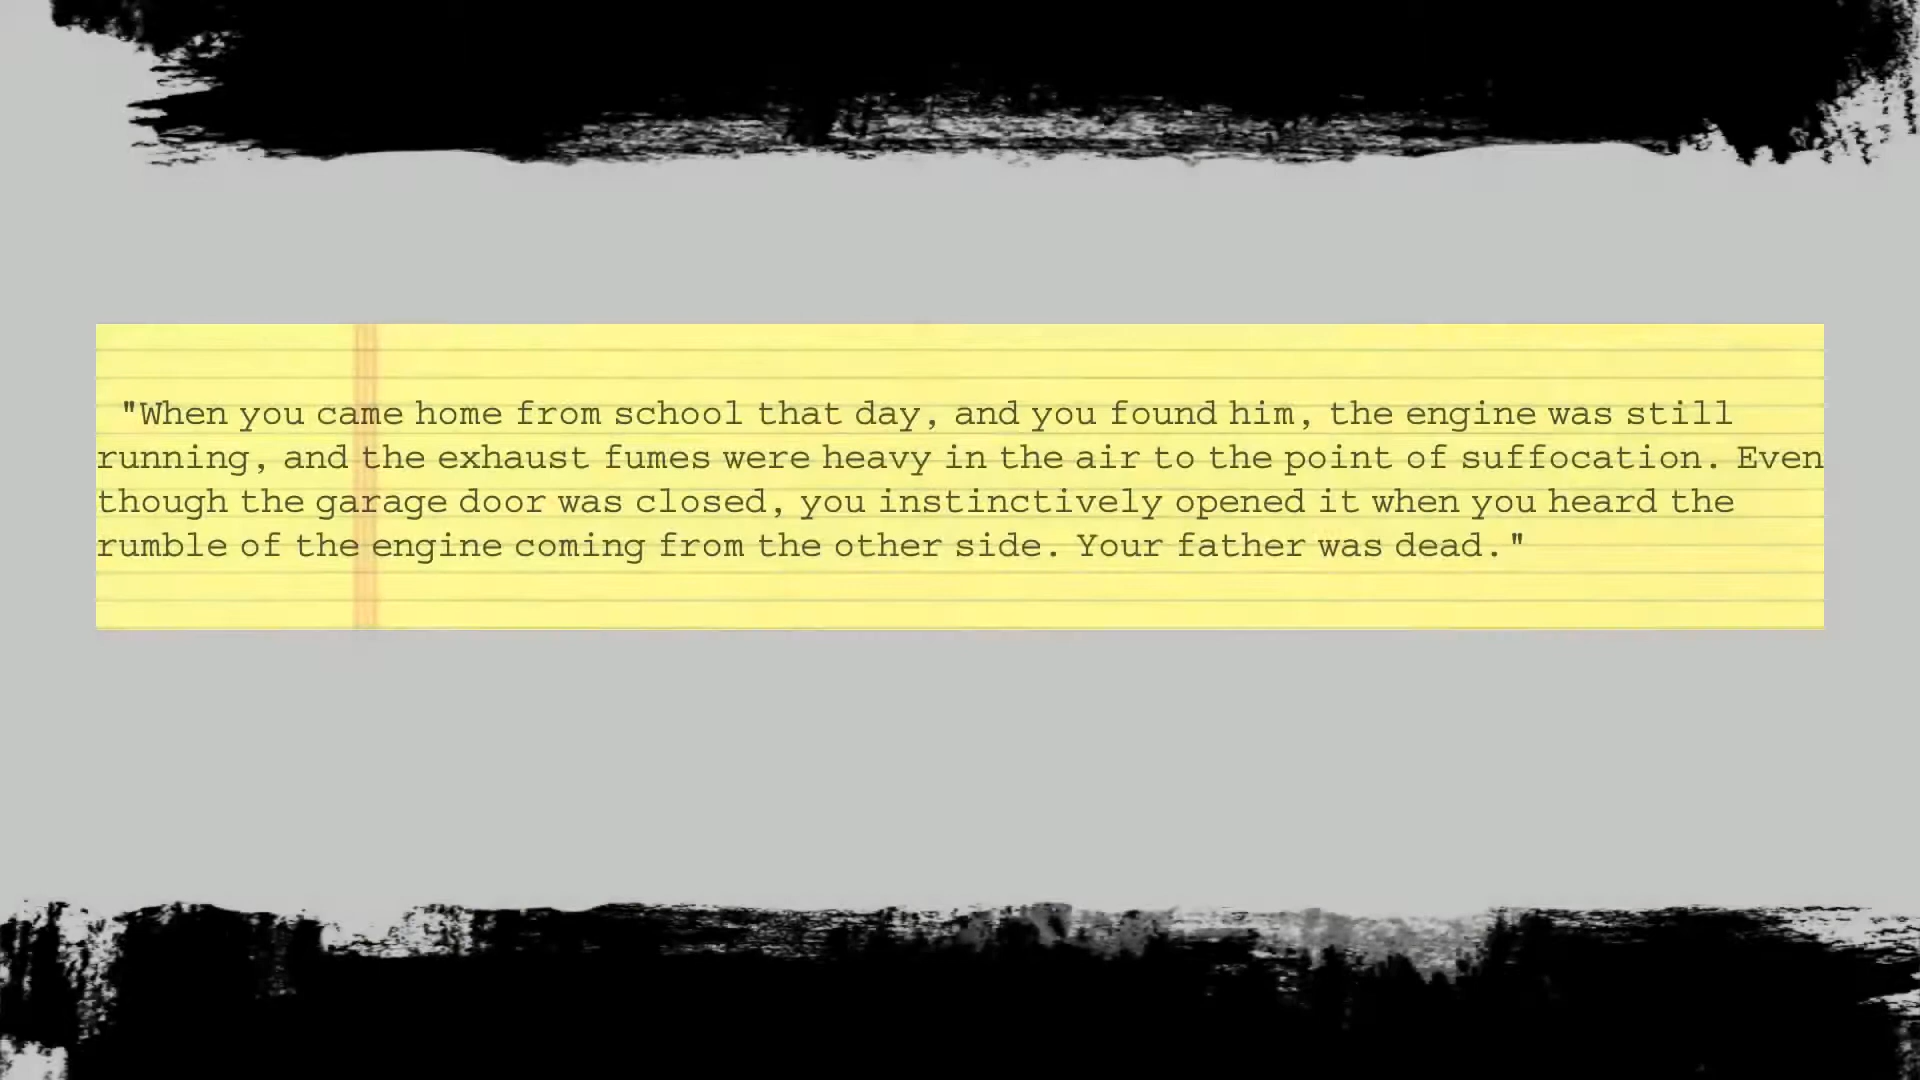 "When you came home from school that day, and you found him, the engine was still
running, and the exhaust fumes were heavy in the air to the point of suffocation. Even
though the garage door was closed, you instinctively opened it when you heard the
rumble of the engine coming from the other side. Your father was dead."